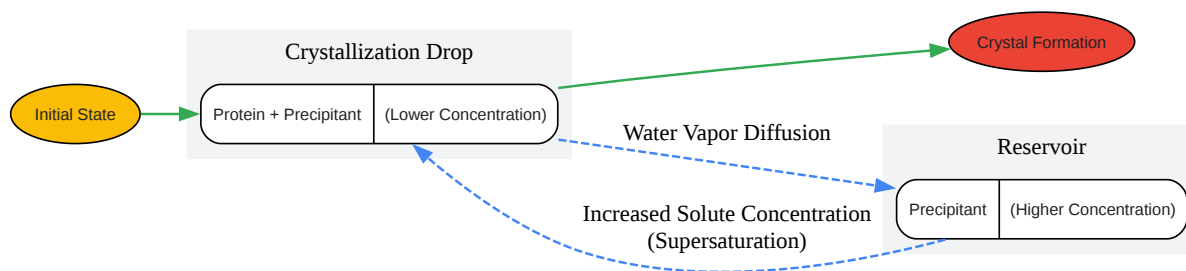 Crystallization Drop
Crystal Formation
Initial State
Protein + Precipitant
(Lower Concentration)
Water Vapor Diffusion
Reservoir
Increased Solute Concentration
(Supersaturation)
Precipitant
(Higher Concentration)